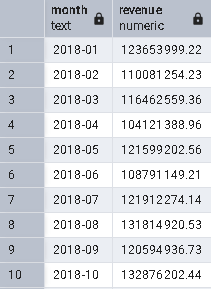 month revenue
text numeric
1 2018-01 123653999.22
2 2018-02 110081254.23
3 2018-03 116462559.36
4 2018-04 104121388.96
5 2018-05 121599202.56
6 2018-06 108791149.21
7 2018-07 121912274.14
8 2018-08 131814920.53
9 2018-09 120594936.73
10 2018-10 132876202.44